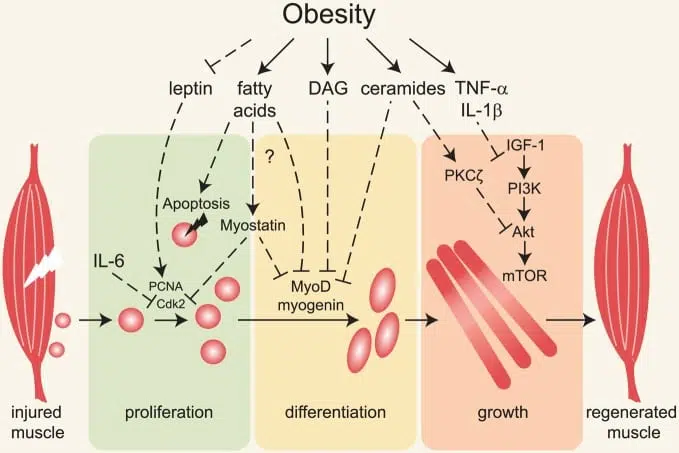 Obesity
leptin
fatty
acids
DAG
ceramides
TNF-α
IL-1β
?
IGF-1
PKCζ
PI3K
Apoptosis
Myostatin
Akt
IL-6
PCNA
Cdk2
MyoD
myogenin
mTOR
injured
muscle
proliferation
differentiation
growth
regenerated
muscle